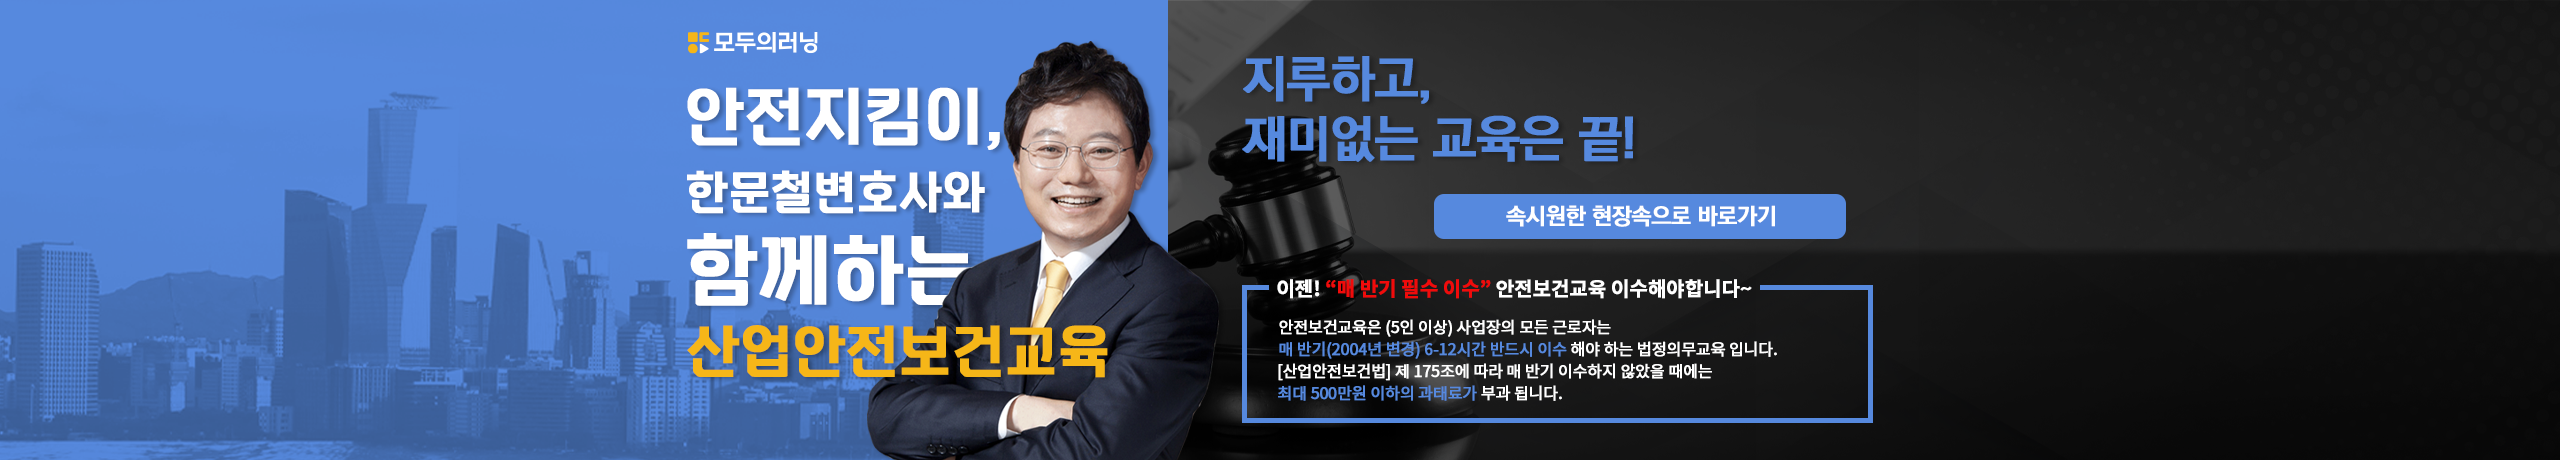 모두의러닝
안전지킴이,
한문철변호사와
함께하는
산업안전보건교육
지루하고,
재미없는 교육은 끝!
속시원한 현장속으로 바로가기
이젠! “매 반기 필수 이수” 안전보건교육 이수해야합니다~
안전보건교육은 (5인 이상) 사업장의 모든 근로자는
매 반기(2004년 변경) 6-12시간 반드시 이수 해야 하는 법정의무교육 입니다.
[산업안전보건법] 제 175조에 따라 매 반기 이수하지 않았을 때에는
최대 500만원 이하의 과태료가 부과 됩니다.